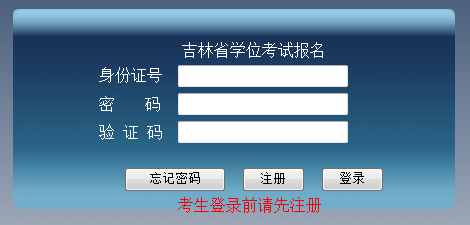 吉林省学位考试报名
身份证号
密 码
验 证 码
忘记密码 注册 登录
考生登录前请先注册